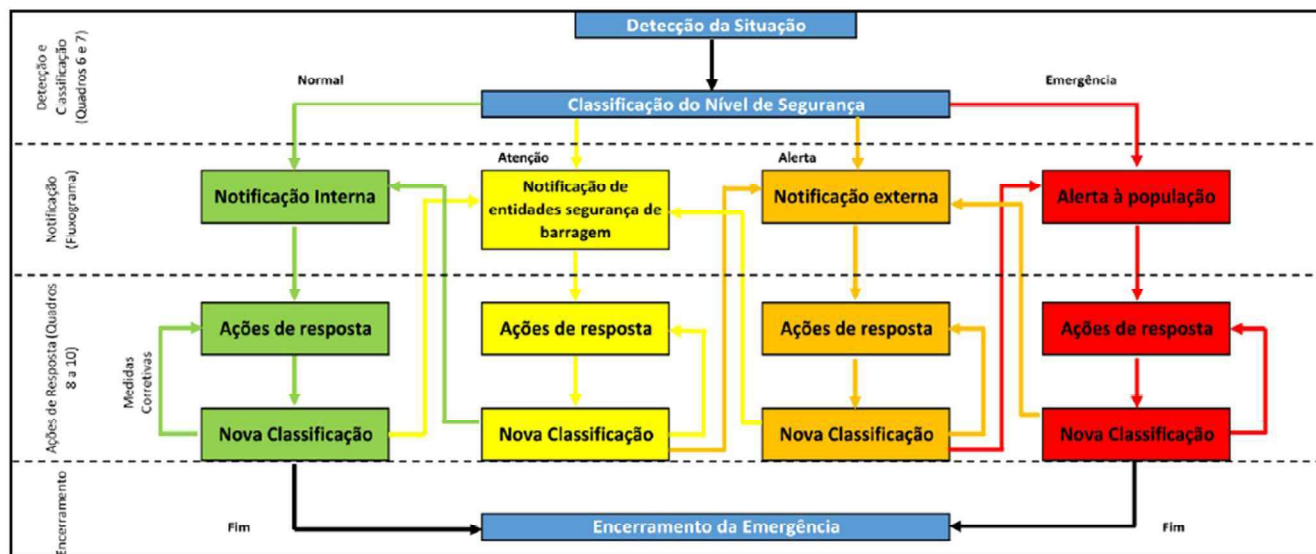 Detecção da Situação
Detecção e
Classificação
(Quadros 6 e 7)
Normal
Emergência
Classificação do Nível de Segurança
Notificação
(Fluxograma)
Atenção
Alerta
Notificação Interna
Notificação de
entidades segurança de
barragem
Notificação externa
Alerta à população
Ações de Resposta (Quadros
8 a 10)
Ações de resposta
Ações de resposta
Ações de resposta
Ações de resposta
Medidas
Corretivas
Nova Classificação
Nova Classificação
Nova Classificação
Nova Classificação
Encerramento
Fim
Encerramento da Emergência
Fim